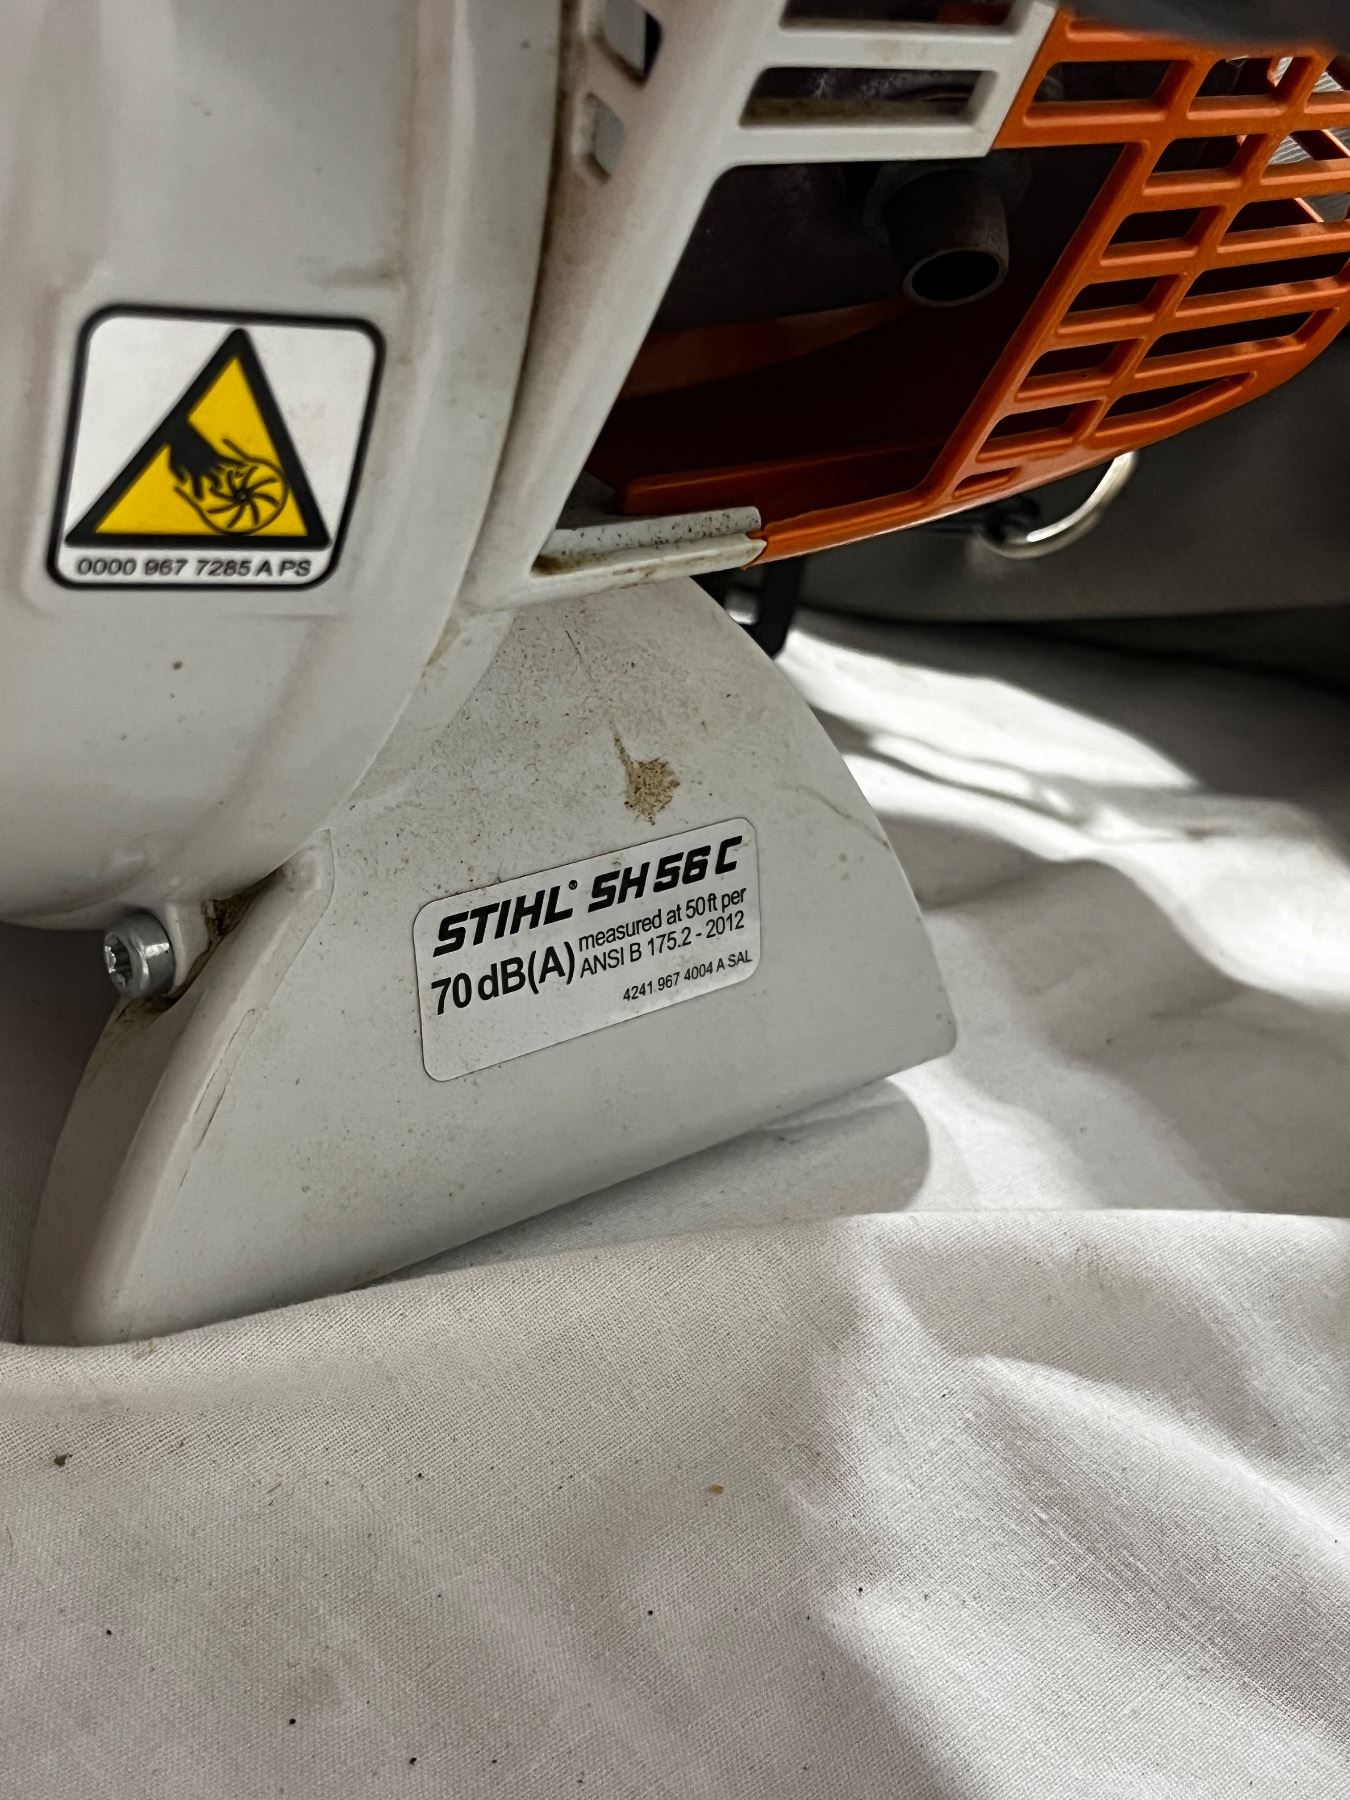 0000 967 7285 A PS
STIHL® SH 56 C
70 dB(A) measured at 50 ft per
ANSI B 175.2 - 2012
4241 967 4004 A SAL